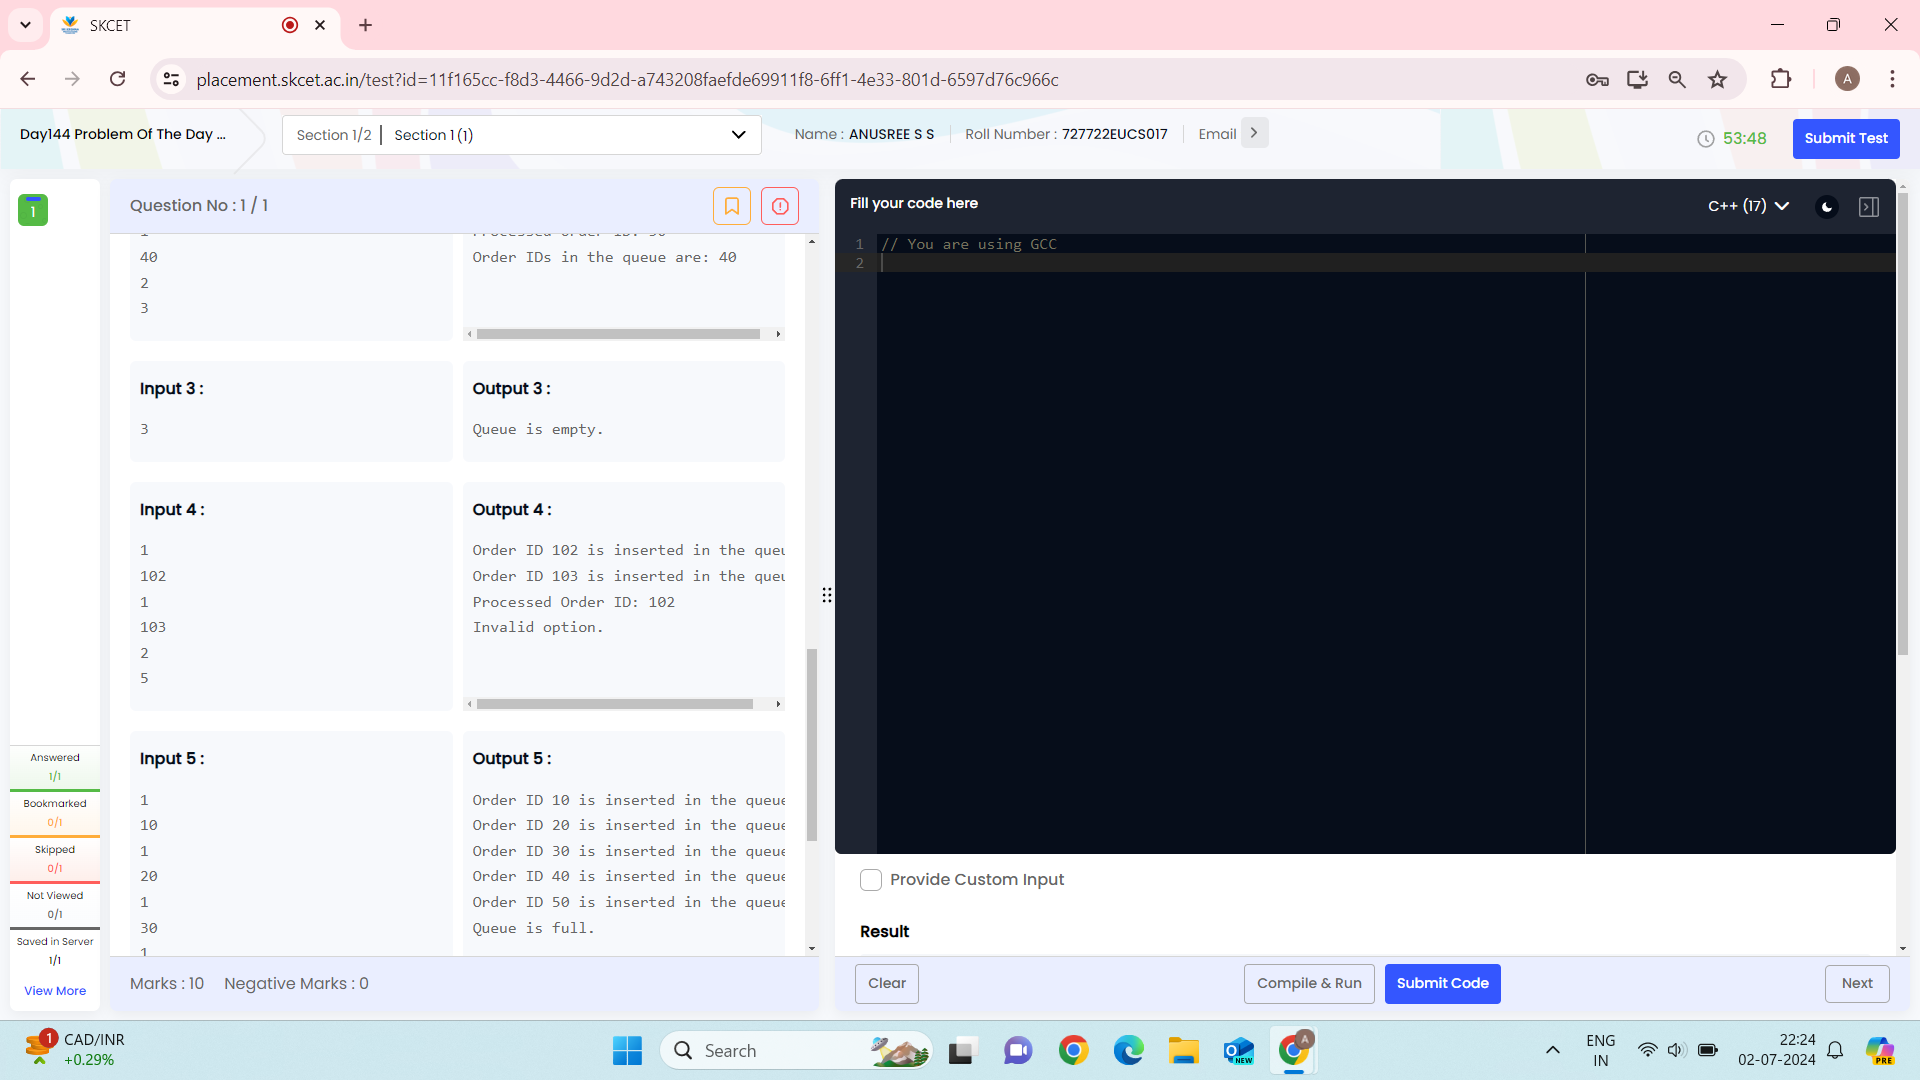 SKCET
placement.skcet.ac.in/test?id=11f165cc-f8d3-4466-9d2d-a743208faefde69911f8-6ff1-4e33-801d-6597d76c966c
A
Day144 Problem Of The Day ...
Section 1/2 | Section 1 (1)
Name : ANUSREE S S
Roll Number : 727722EUCS017
Email
53:48
Submit Test
1
Question No : 1 / 1
40
2
3
Order IDs in the queue are: 40
Input 3 :
3
Output 3 :
Queue is empty.
Input 4 :
1
102
1
103
2
5
Output 4 :
Order ID 102 is inserted in the queu
Order ID 103 is inserted in the queu
Processed Order ID: 102
Invalid option.
Input 5 :
1
10
1
20
1
30
1
Output 5 :
Order ID 10 is inserted in the queue
Order ID 20 is inserted in the queue
Order ID 30 is inserted in the queue
Order ID 40 is inserted in the queue
Order ID 50 is inserted in the queue
Queue is full.
Answered
1/1
Bookmarked
0/1
Skipped
0/1
Not Viewed
0/1
Saved in Server
1/1
View More
Marks : 10 Negative Marks : 0
Fill your code here
C++ (17)
1 // You are using GCC
2
Provide Custom Input
Result
Clear
Compile & Run
Submit Code
Next
1
CAD/INR
+0.29%
Search
NEW
A
ENG
IN
22:24
02-07-2024
PRE